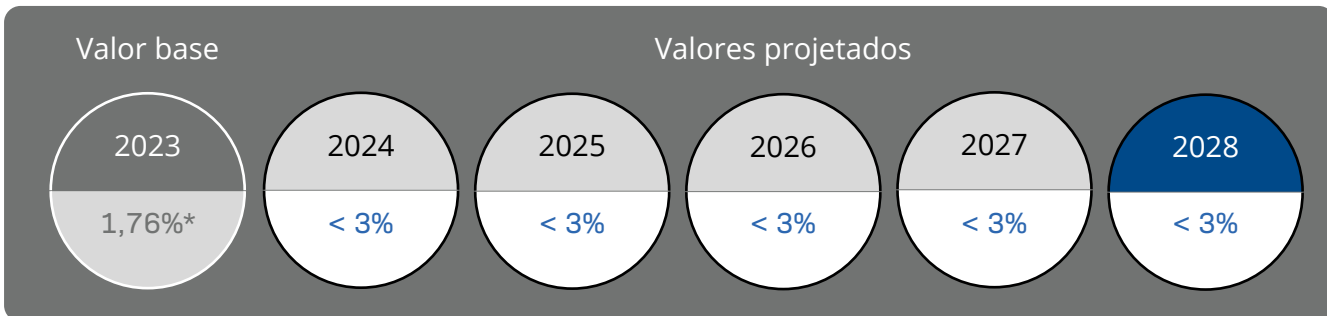 Valor base Valores projetados
2023 2024 2025 2026 2027 2028
1,76%* < 3% < 3% < 3% < 3% < 3%